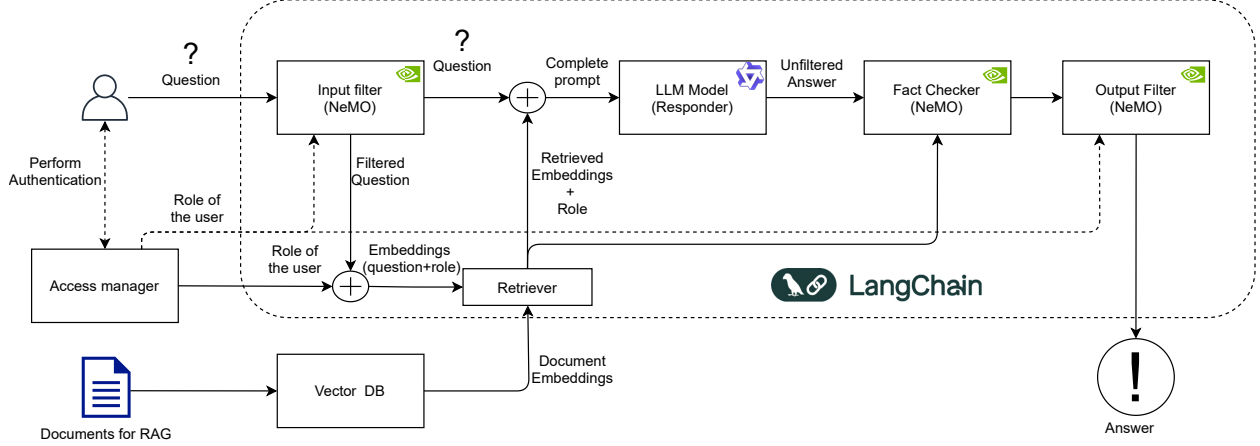 ?
Question
?
Question
Input filter
(NeMO)
Complete
prompt
LLM Model
(Responder)
Unfiltered
Answer
Fact Checker
(NeMO)
Output Filter
(NeMO)
Perform
Authentication
Filtered
Question
Retrieved
Embeddings
+
Role
Role of
the user
Role of
the user
Embeddings
(question+role)
Access manager
Retriever
LangChain
Vector DB
Document
Embeddings
!
Documents for RAG
Answer